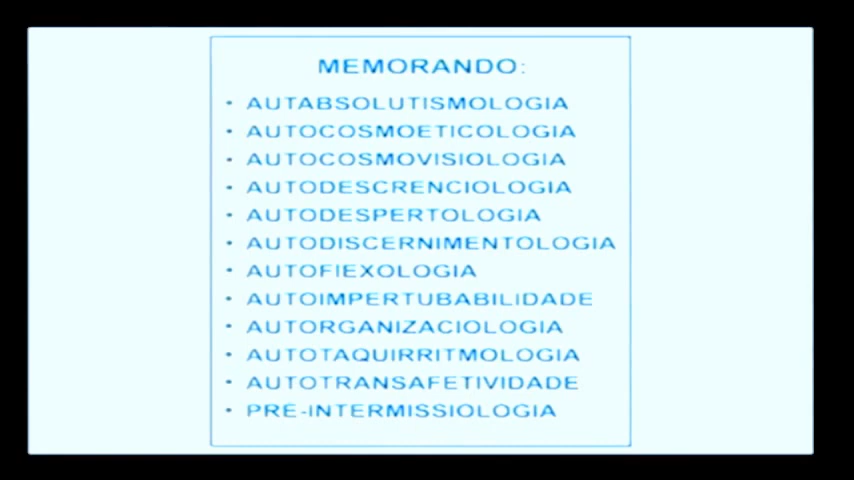 MEMORANDO:
• AUTABSOLUTISMOLOGIA
• AUTOCOSMOETICOLOGIA
• AUTOCOSMOVISIOLOGIA
• AUTODESCRENCIOLOGIA
• AUTODESPERTOLOGIA
• AUTODISCERNIMENTOLOGIA
• AUTOFIEXOLOGIA
• AUTOIMPERTUBABILIDADE
• AUTORGANIZACIOLOGIA
• AUTOTAQUIRRITMOLOGIA
• AUTOTRANSAFETIVIDADE
• PRÉ-INTERMISSIOLOGIA